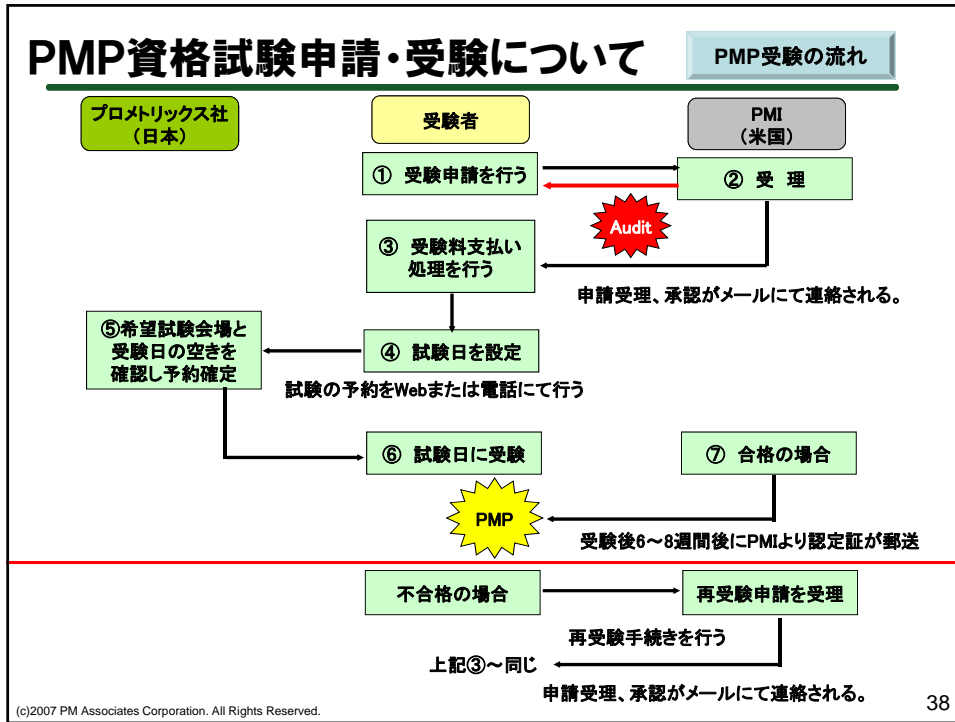 PMP資格試験申請・受験について
PMP受験の流れ
プロメトリックス社
（日本）
受験者
PMI
（米国）
① 受験申請を行う
② 受　理
Audit
③ 受験料支払い
処理を行う
申請受理、承認がメールにて連絡される。
⑤希望試験会場と
受験日の空きを
確認し予約確定
④ 試験日を設定
試験の予約をWebまたは電話にて行う
⑥ 試験日に受験
⑦ 合格の場合
PMP
受験後6～8週間後にPMIより認定証が郵送
不合格の場合
再受験申請を受理
再受験手続きを行う
上記③～同じ
申請受理、承認がメールにて連絡される。
(c)2007 PM Associates Corporation. All Rights Reserved.
38